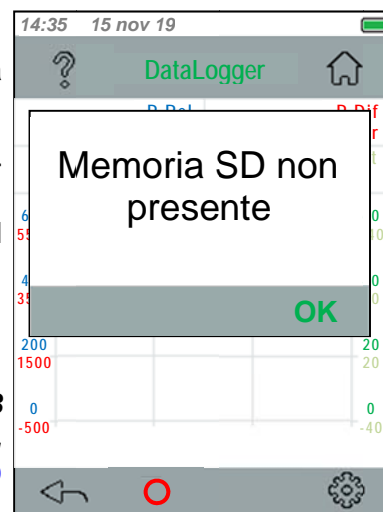 14:35 15 nov 19
DataLogger
Memoria SD non
presente
OK
200 20
1500 20
0 0
-500 -40